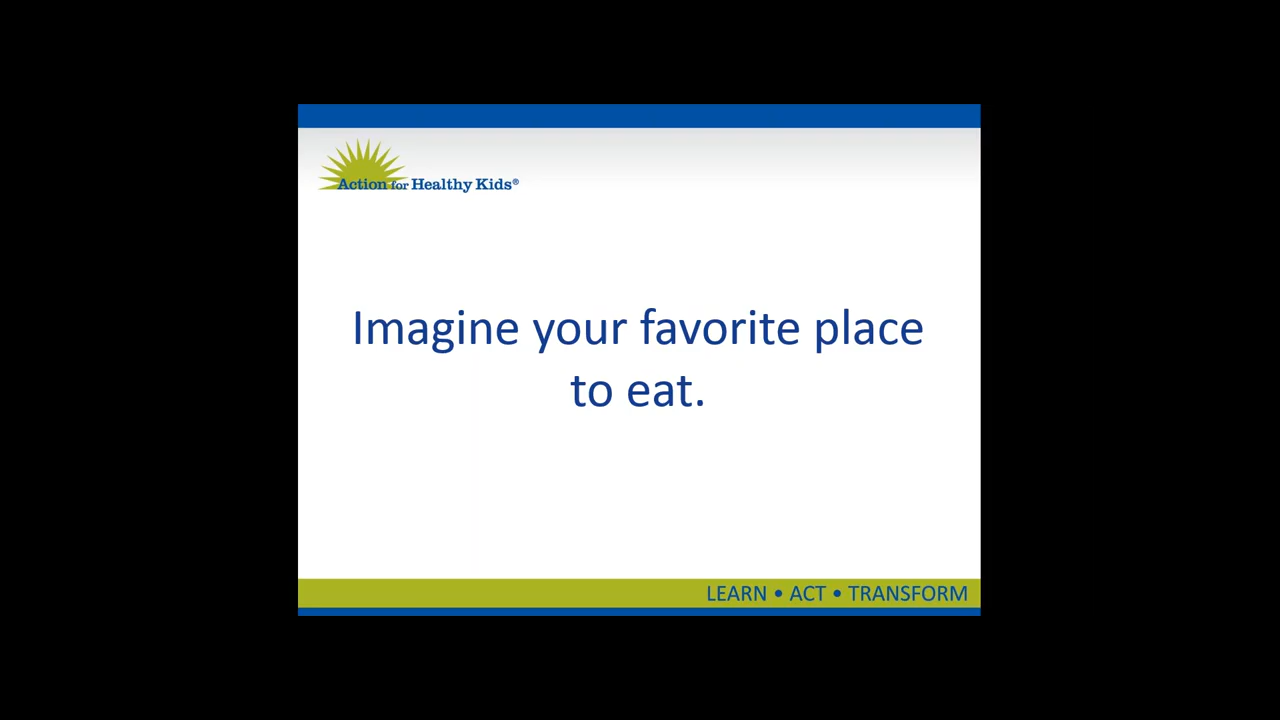 Action for Healthy Kids®
Imagine your favorite place
to eat.
LEARN • ACT • TRANSFORM